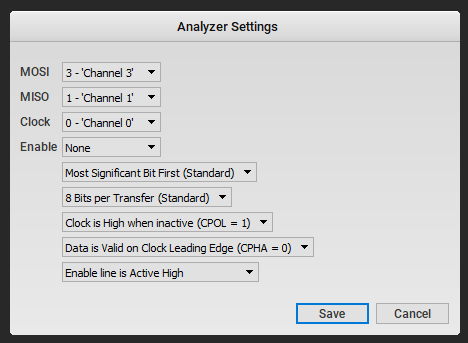 Analyzer Settings
MOSI 3 - 'Channel 3'
MISO 1 - 'Channel 1'
Clock 0 - 'Channel 0'
Enable None
Most Significant Bit First (Standard)
8 Bits per Transfer (Standard)
Clock is High when inactive (CPOL = 1)
Data is Valid on Clock Leading Edge (CPHA = 0)
Enable line is Active High
Save Cancel